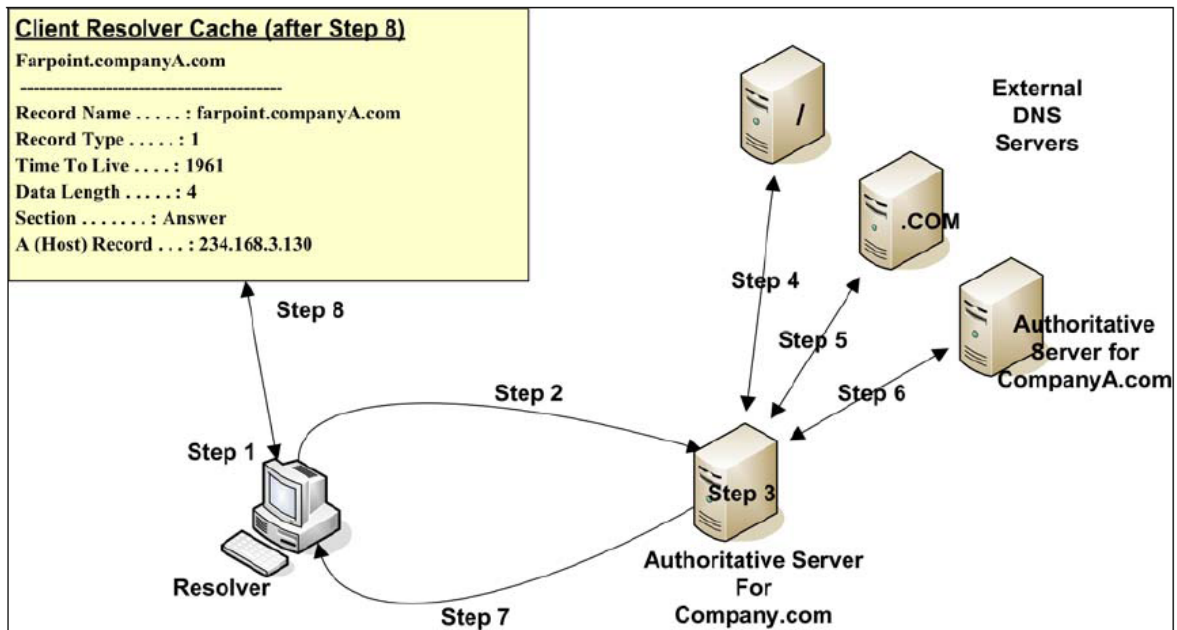 Client Resolver Cache (after Step 8)
Farpoint.companyA.com
----------------------------------------
Record Name . . . . . : farpoint.companyA.com
Record Type . . . . . : 1
Time To Live . . . . : 1961
Data Length . . . . . : 4
Section . . . . . . . : Answer
A (Host) Record . . . : 234.168.3.130
/
External
DNS
Servers
.COM
Step 4
Step 8
Step 5
Authoritative
Server for
CompanyA.com
Step 2
Step 6
Step 1
Step 3
Authoritative Server
For
Company.com
Resolver
Step 7